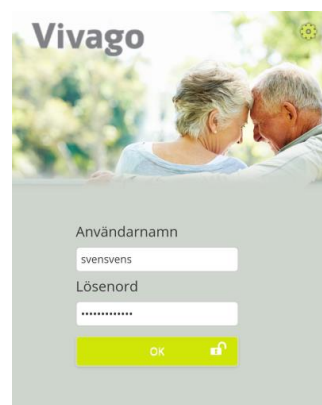 Vivago
Användarnamn
svensvens
Lösenord
•••••••••••••
OK